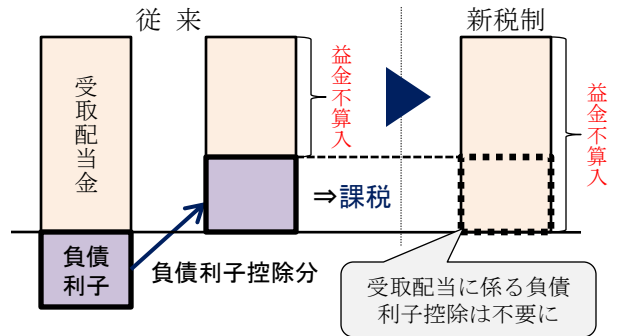 従 来
新税制
受取配当金
益金不算入
益金不算入
⇒課税
負債
利子
負債利子控除分
受取配当に係る負債
利子控除は不要に